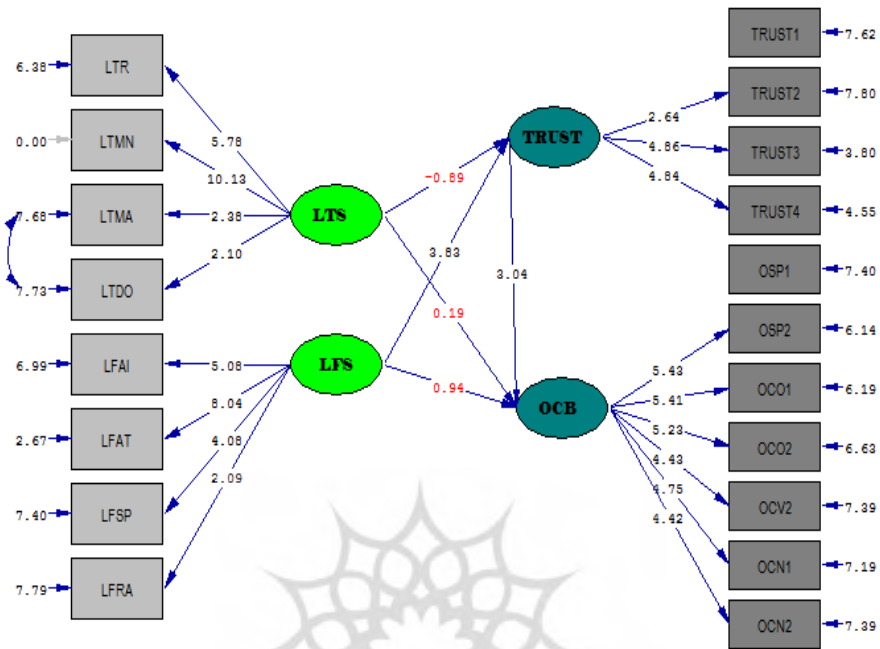 6.38
LTR
0.00
LTMN
7.68
LTMA
7.73
LTDO
6.99
LFAI
2.67
LFAT
7.40
LFSP
7.79
LFRA
5.78
10.13
2.38
2.10
5.08
8.04
4.08
2.09
LTS
LFS
-0.89
3.83
0.19
0.94
3.04
TRUST
OCB
2.64
4.86
4.84
5.43
5.41
5.23
4.43
4.75
4.42
TRUST1
7.62
TRUST2
7.80
TRUST3
3.80
TRUST4
4.55
OSP1
7.40
OSP2
6.14
OCO1
6.19
OCO2
6.63
OCV2
7.39
OCN1
7.19
OCN2
7.39